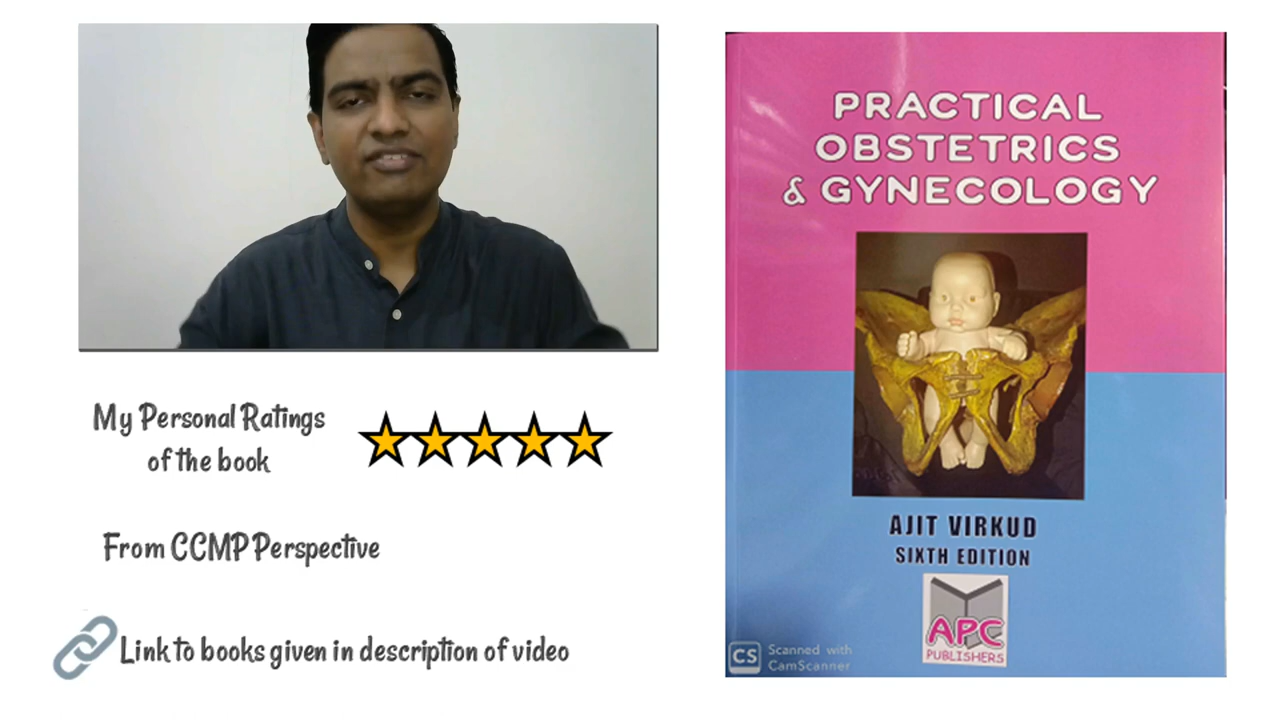 My Personal Ratings
of the book
From CCMP Perspective
Link to books given in description of video
PRACTICAL
OBSTETRICS
& GYNECOLOGY
AJIT VIRKUD
SIXTH EDITION
APC
PUBLISHERS
CS Scanned with
CamScanner